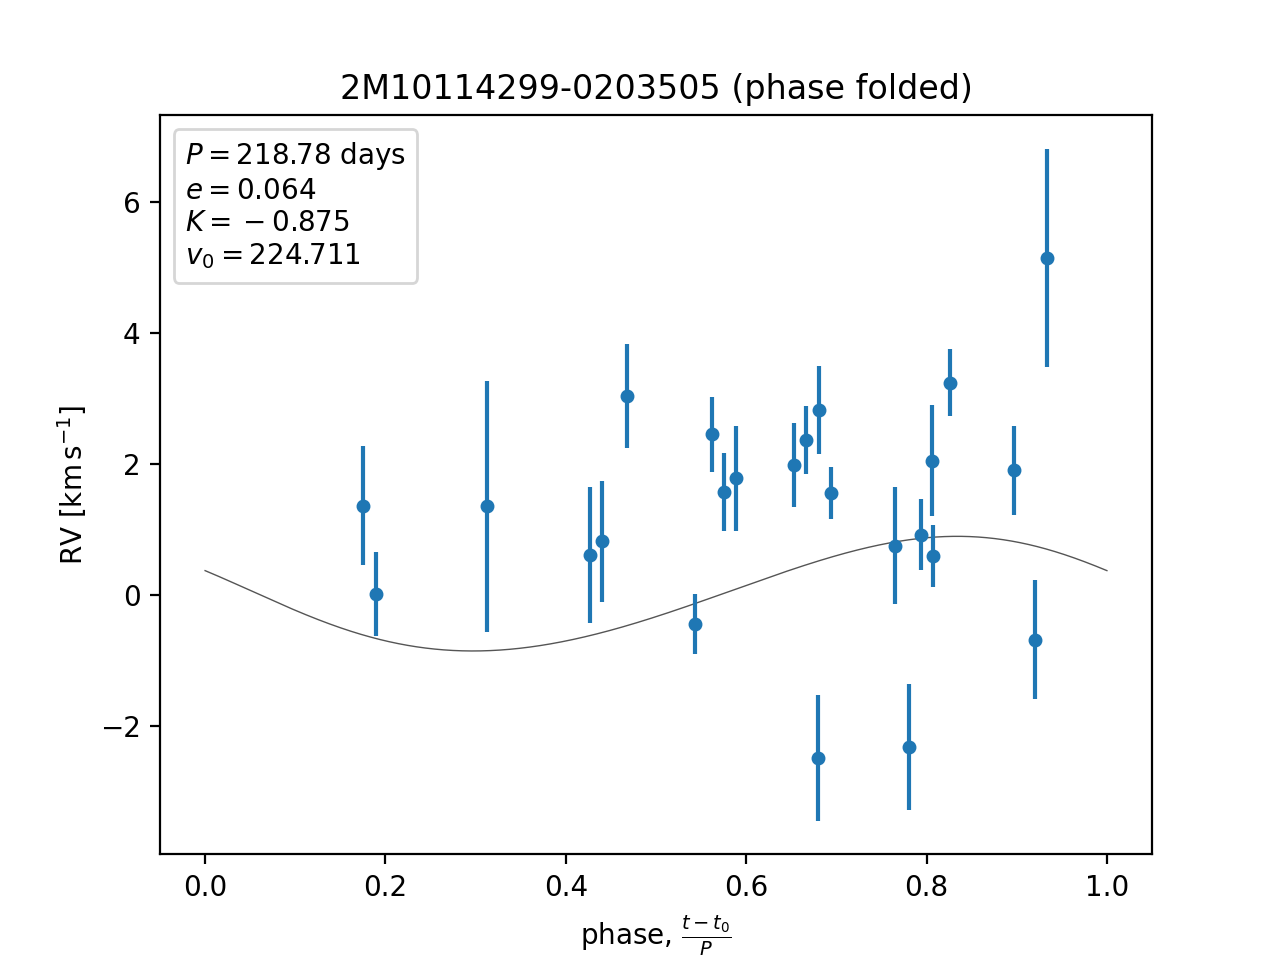 2M10114299-0203505 (phase folded)
P = 218.78 days
e = 0.064
K = −0.875
v₀ = 224.711
6
4
2
0
−2
RV [km s⁻¹]
0.0 0.2 0.4 0.6 0.8 1.0
phase, (t − t₀)/P